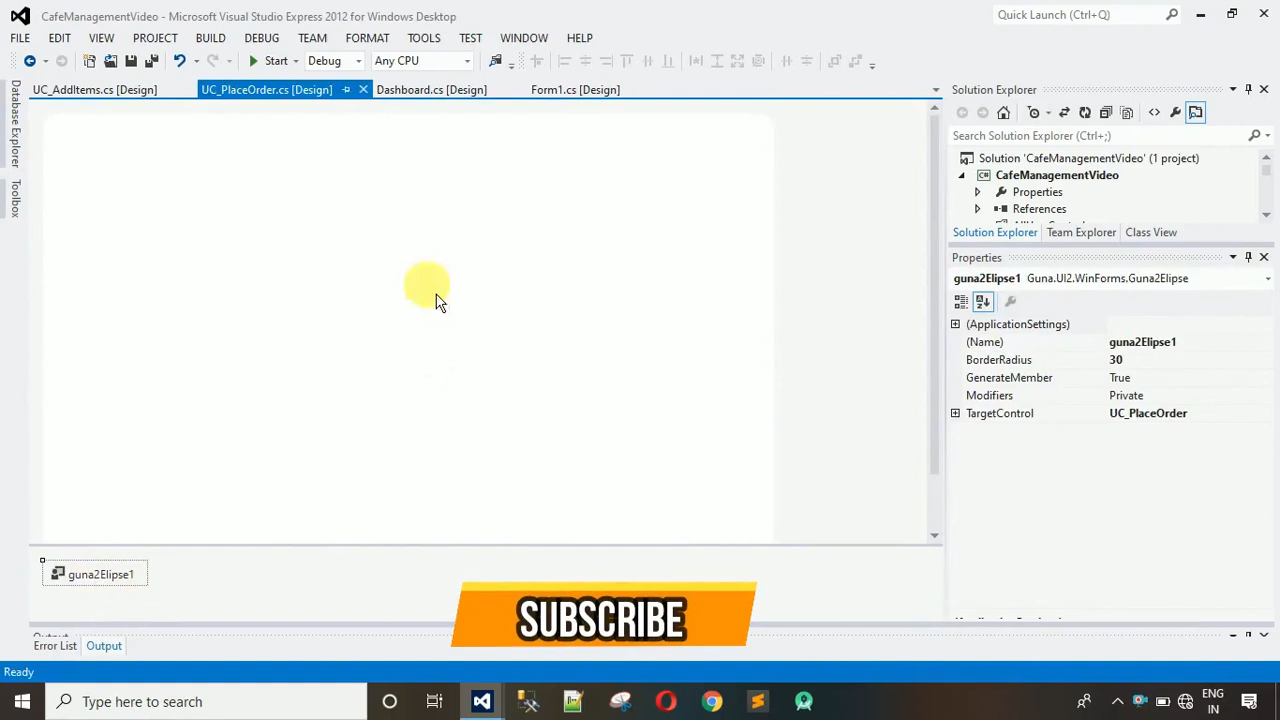 CafeManagementVideo - Microsoft Visual Studio Express 2012 for Windows Desktop
Quick Launch (Ctrl+Q)
FILE EDIT VIEW PROJECT BUILD DEBUG TEAM FORMAT TOOLS TEST WINDOW HELP
Start Debug Any CPU
UC_AddItems.cs [Design] UC_PlaceOrder.cs [Design] Dashboard.cs [Design] Form1.cs [Design]
Database Explorer
Toolbox
Solution Explorer
Search Solution Explorer (Ctrl+;)
Solution 'CafeManagementVideo' (1 project)
CafeManagementVideo
Properties
References
Solution Explorer Team Explorer Class View
Properties
guna2Elipse1 Guna.UI2.WinForms.Guna2Elipse
(ApplicationSettings)
(Name) guna2Elipse1
BorderRadius 30
GenerateMember True
Modifiers Private
TargetControl UC_PlaceOrder
guna2Elipse1
SUBSCRIBE
Output
Error List Output
Ready
Type here to search
ENG
IN